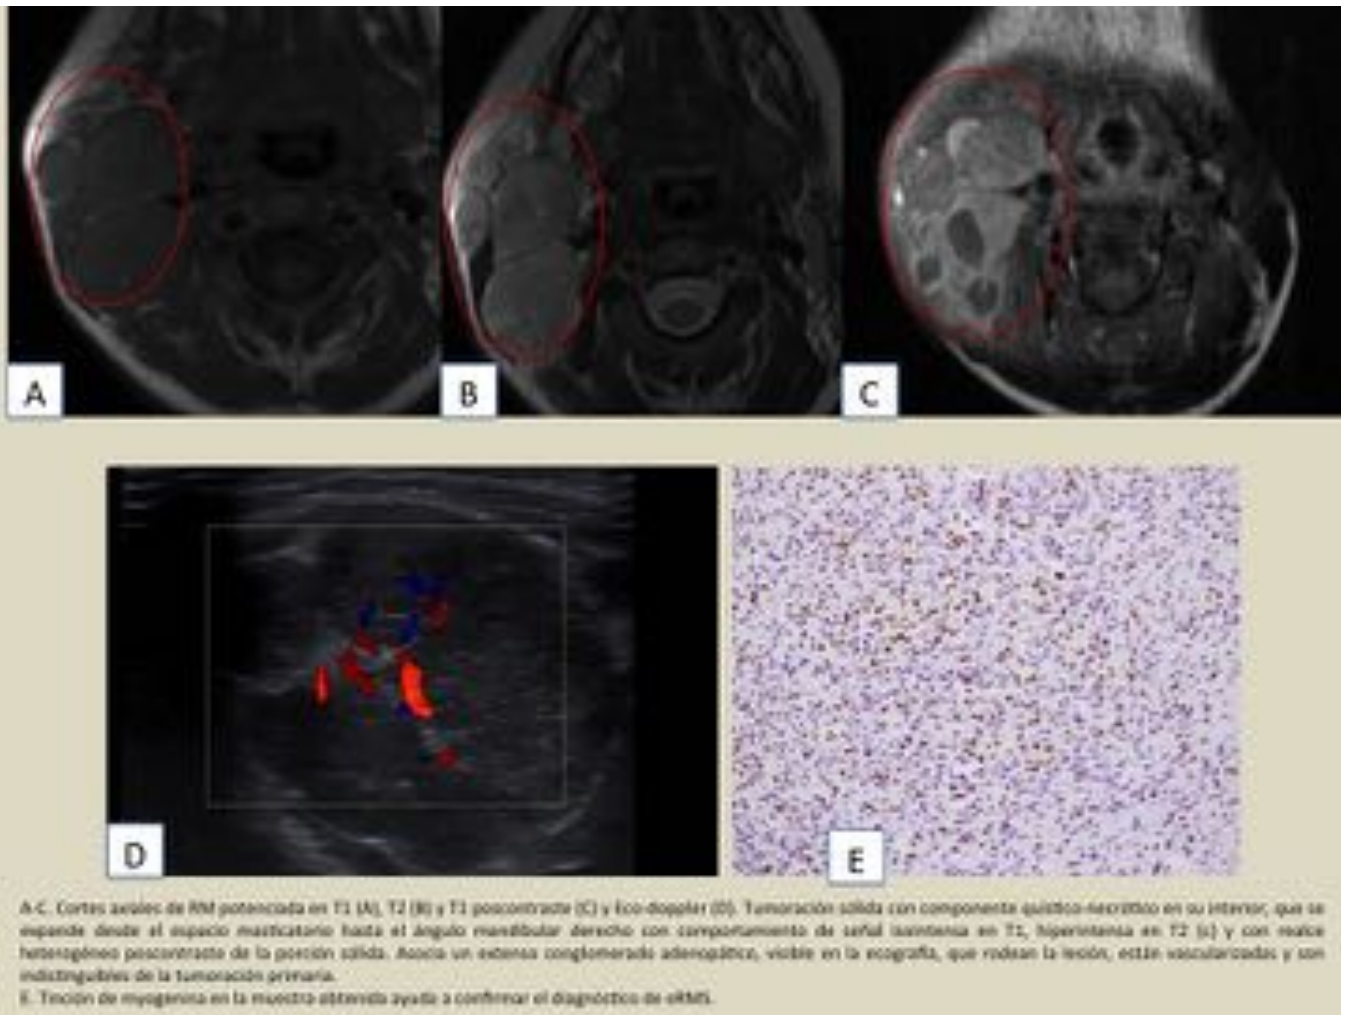 A
B
C
D
E
A-C. Cortes axiales de RM potenciada en T1 (A), T2 (B) y T1 poscontraste (C) y Eco-doppler (D). Tumoración sólida con componente quístico-necrótico en su interior, que se
expande desde el espacio masticatorio hasta el ángulo mandibular derecho con comportamiento de señal isointensa en T1, hiperintensa en T2 (c) y con realce
heterogéneo poscontraste de la porción sólida. Asocia un extenso conglomerado adenopático, visible en la ecografía, que rodean la lesión, están vascularizadas y son
indistinguibles de la tumoración primaria.
E. Tinción de myogenina en la muestra obtenida ayuda a confirmar el diagnóstico de eRMS.